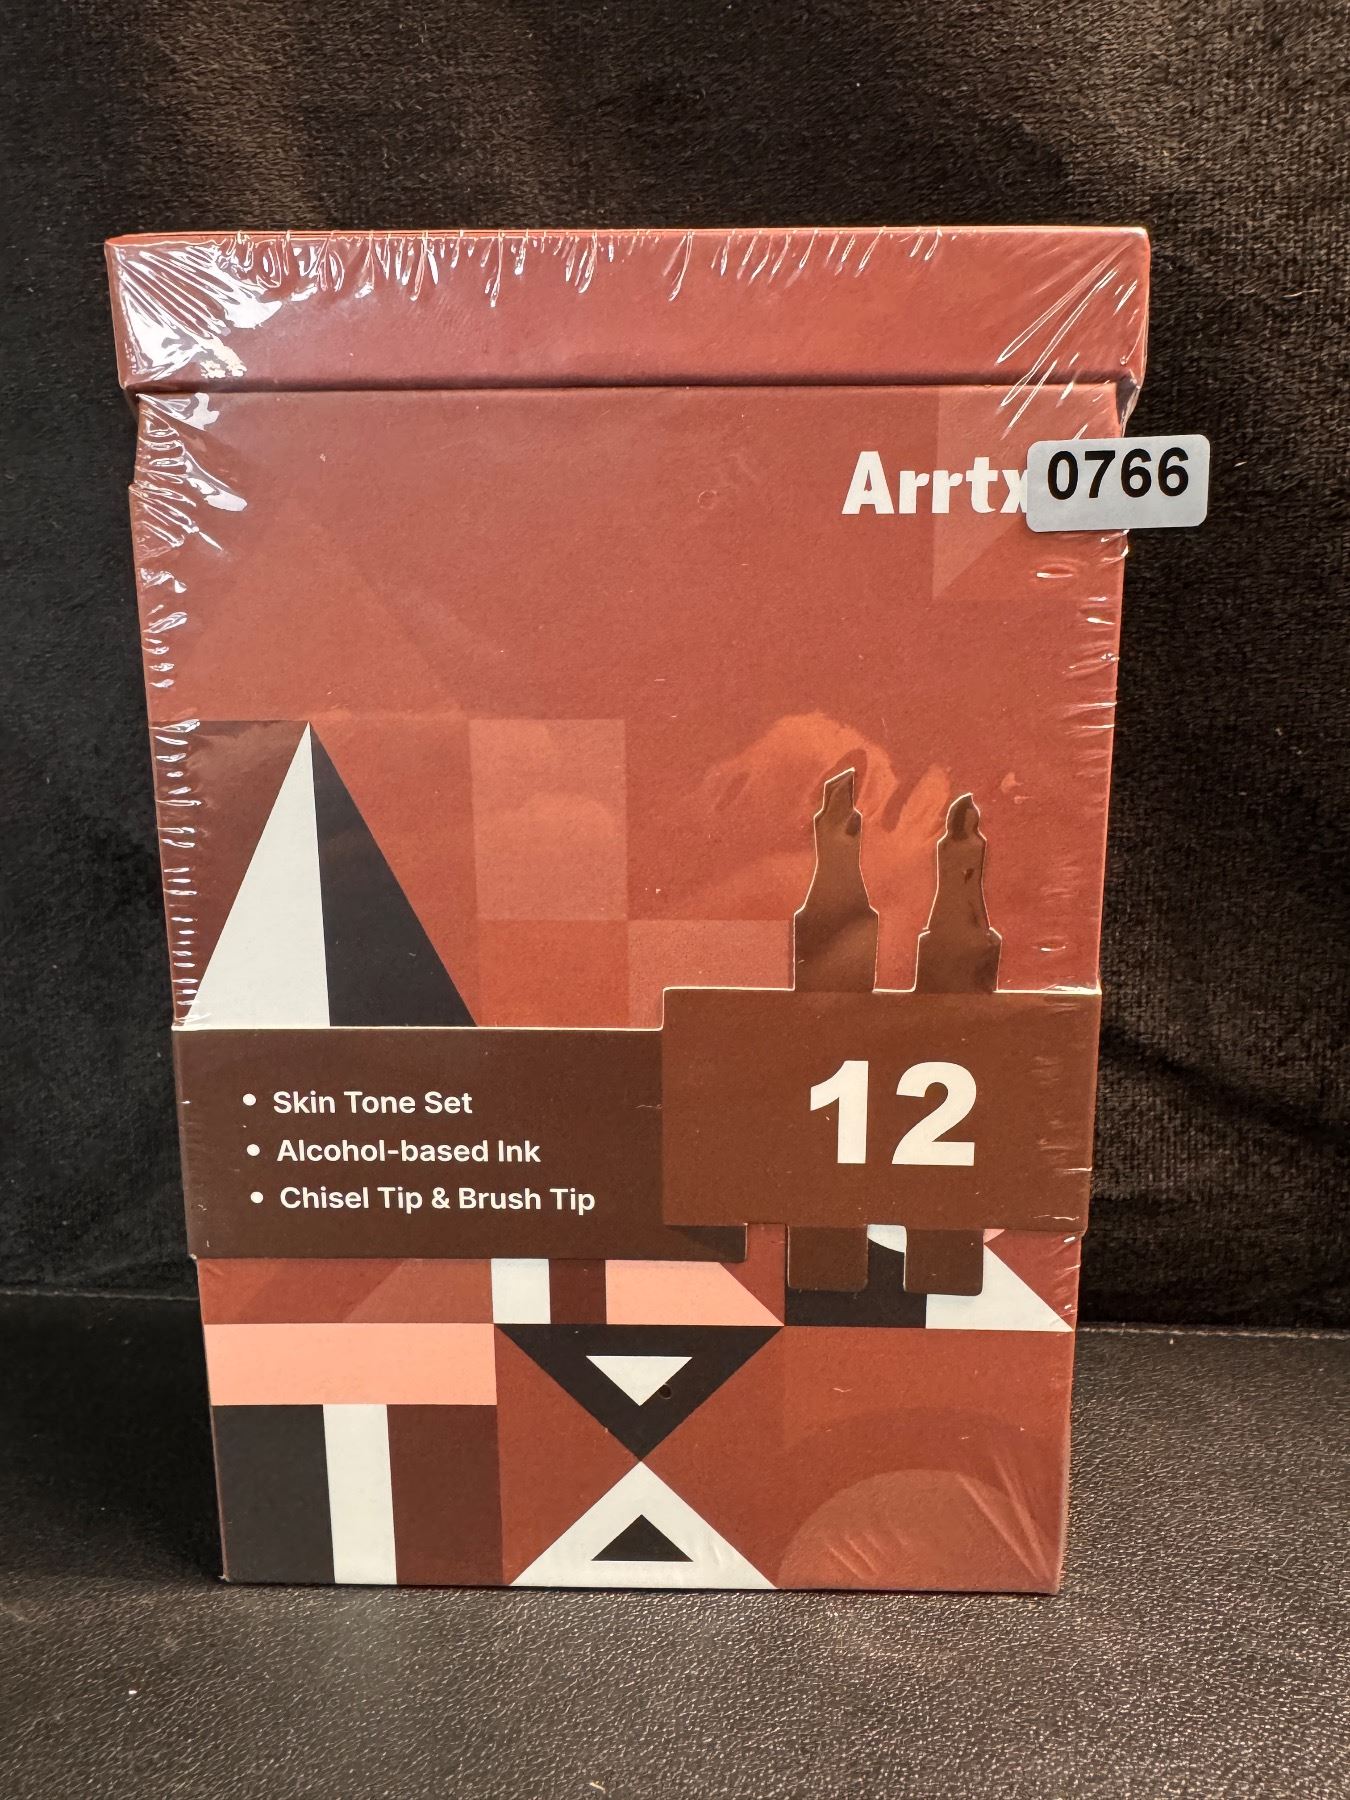 Arrtx
0766
12
• Skin Tone Set
• Alcohol-based Ink
• Chisel Tip & Brush Tip